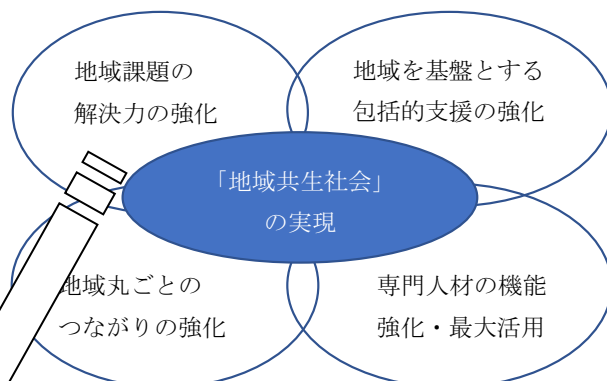 地域課題の
解決力の強化
地域を基盤とする
包括的支援の強化
「地域共生社会」
の実現
地域丸ごとの
つながりの強化
専門人材の機能
強化・最大活用